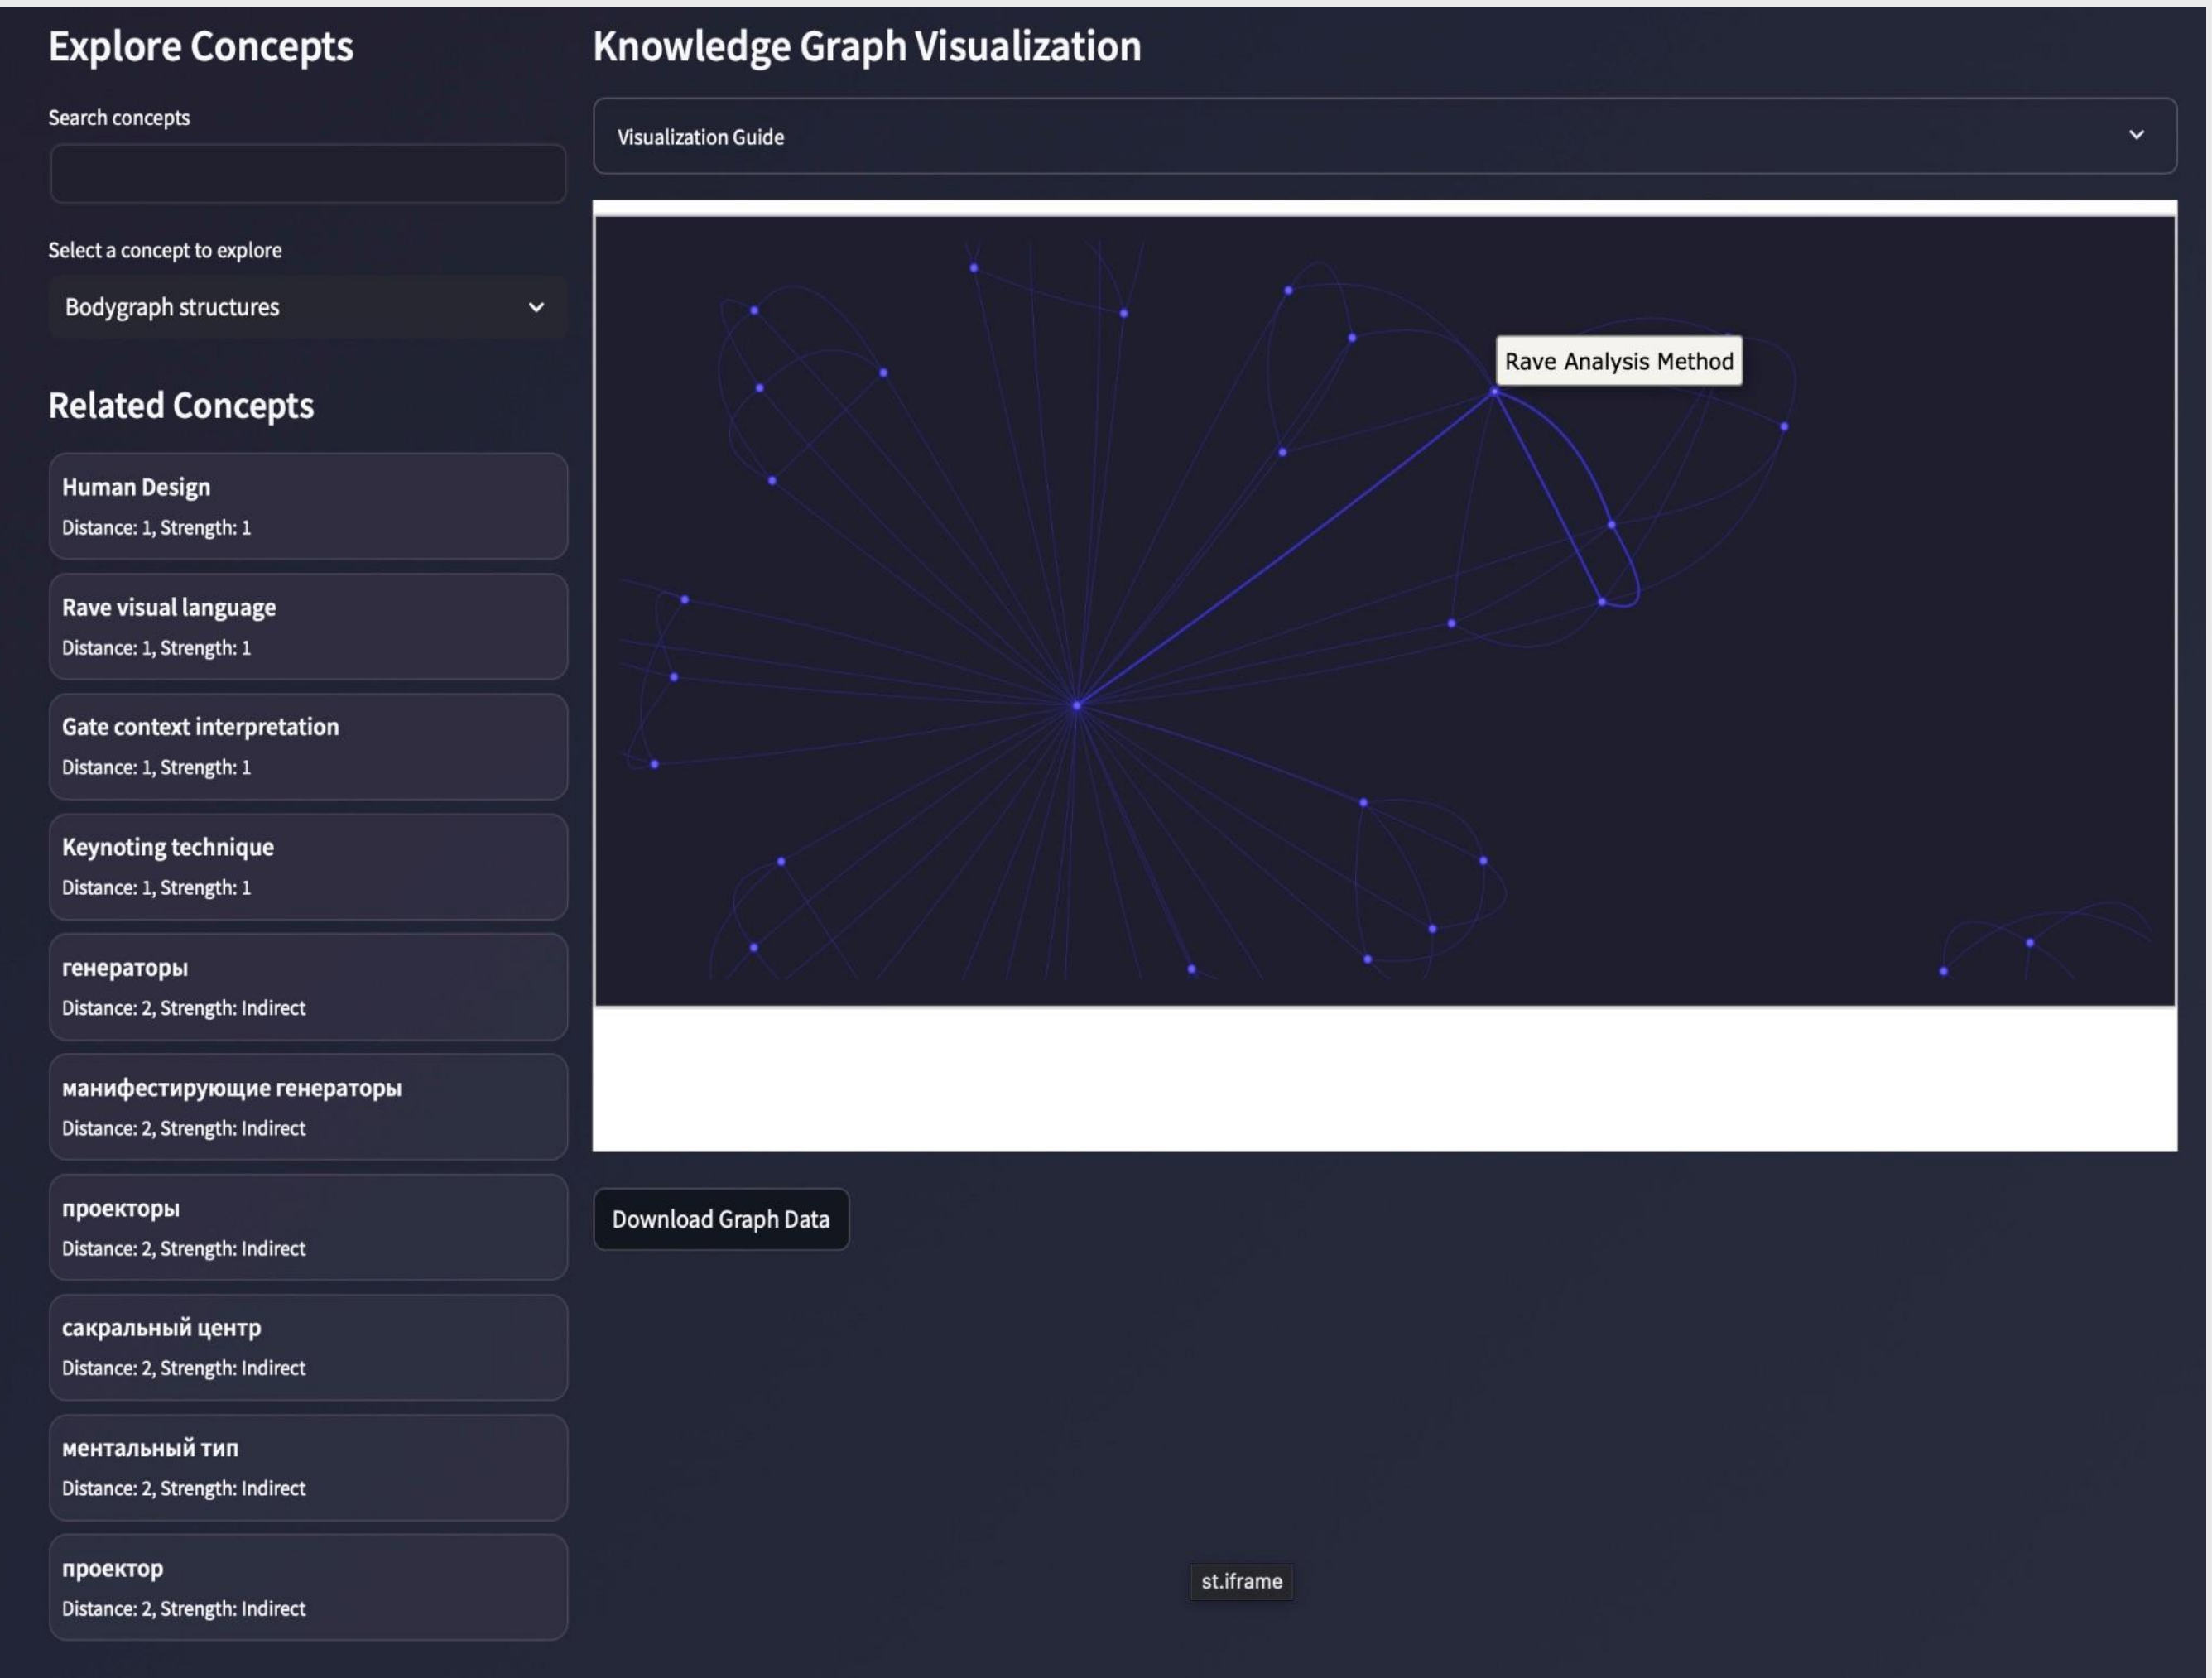 Explore Concepts
Search concepts
Select a concept to explore
Bodygraph structures
Related Concepts
Human Design
Distance: 1, Strength: 1
Rave visual language
Distance: 1, Strength: 1
Gate context interpretation
Distance: 1, Strength: 1
Keynoting technique
Distance: 1, Strength: 1
генераторы
Distance: 2, Strength: Indirect
манифестирующие генераторы
Distance: 2, Strength: Indirect
проекторы
Distance: 2, Strength: Indirect
сакральный центр
Distance: 2, Strength: Indirect
ментальный тип
Distance: 2, Strength: Indirect
проектор
Distance: 2, Strength: Indirect
Knowledge Graph Visualization
Visualization Guide
Rave Analysis Method
Download Graph Data
st.iframe